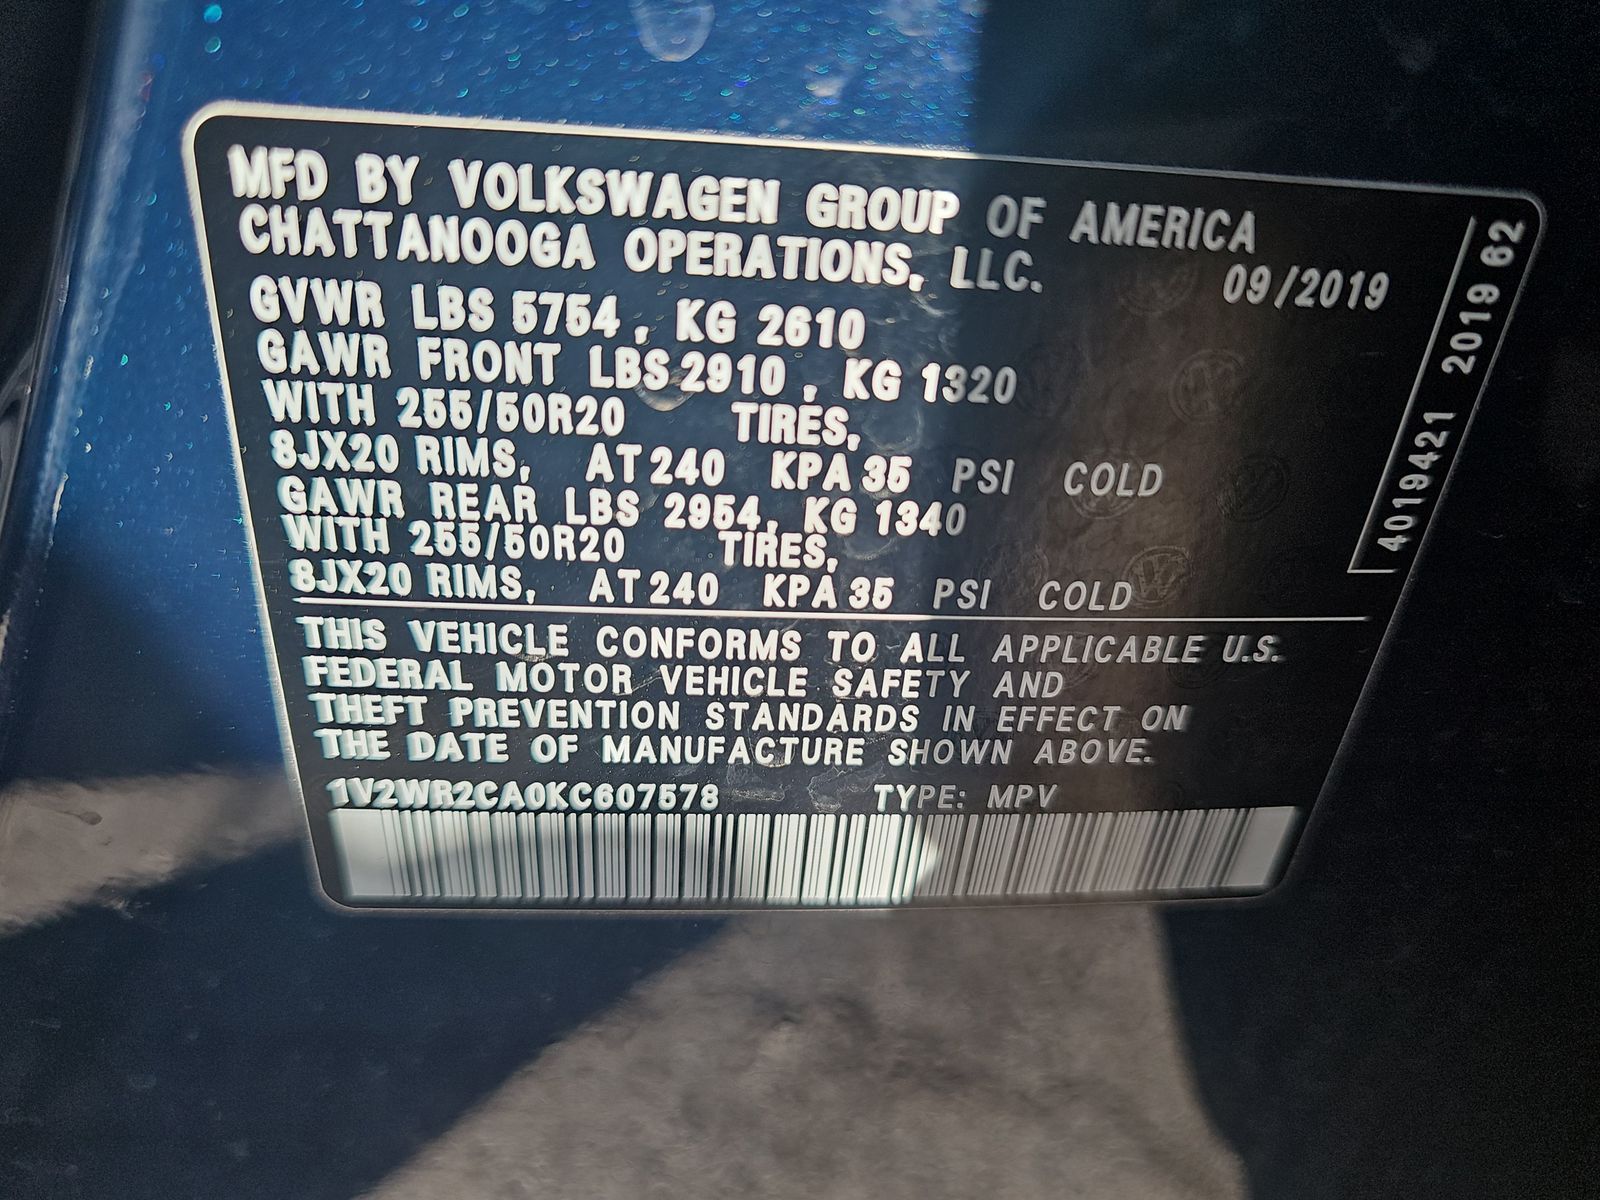 MFD BY VOLKSWAGEN GROUP OF AMERICA
CHATTANOOGA OPERATIONS, LLC.
09/2019
GVWR LBS 5754 , KG 2610
GAWR FRONT LBS 2910 , KG 1320
WITH 255/50R20 TIRES,
8JX20 RIMS, AT 240 KPA 35 PSI COLD
GAWR REAR LBS 2954, KG 1340
WITH 255/50R20 TIRES,
8JX20 RIMS, AT 240 KPA 35 PSI COLD
THIS VEHICLE CONFORMS TO ALL APPLICABLE U.S.
FEDERAL MOTOR VEHICLE SAFETY AND
THEFT PREVENTION STANDARDS IN EFFECT ON
THE DATE OF MANUFACTURE SHOWN ABOVE.
1V2WR2CA0KC607578 TYPE: MPV
4019421 2019 62